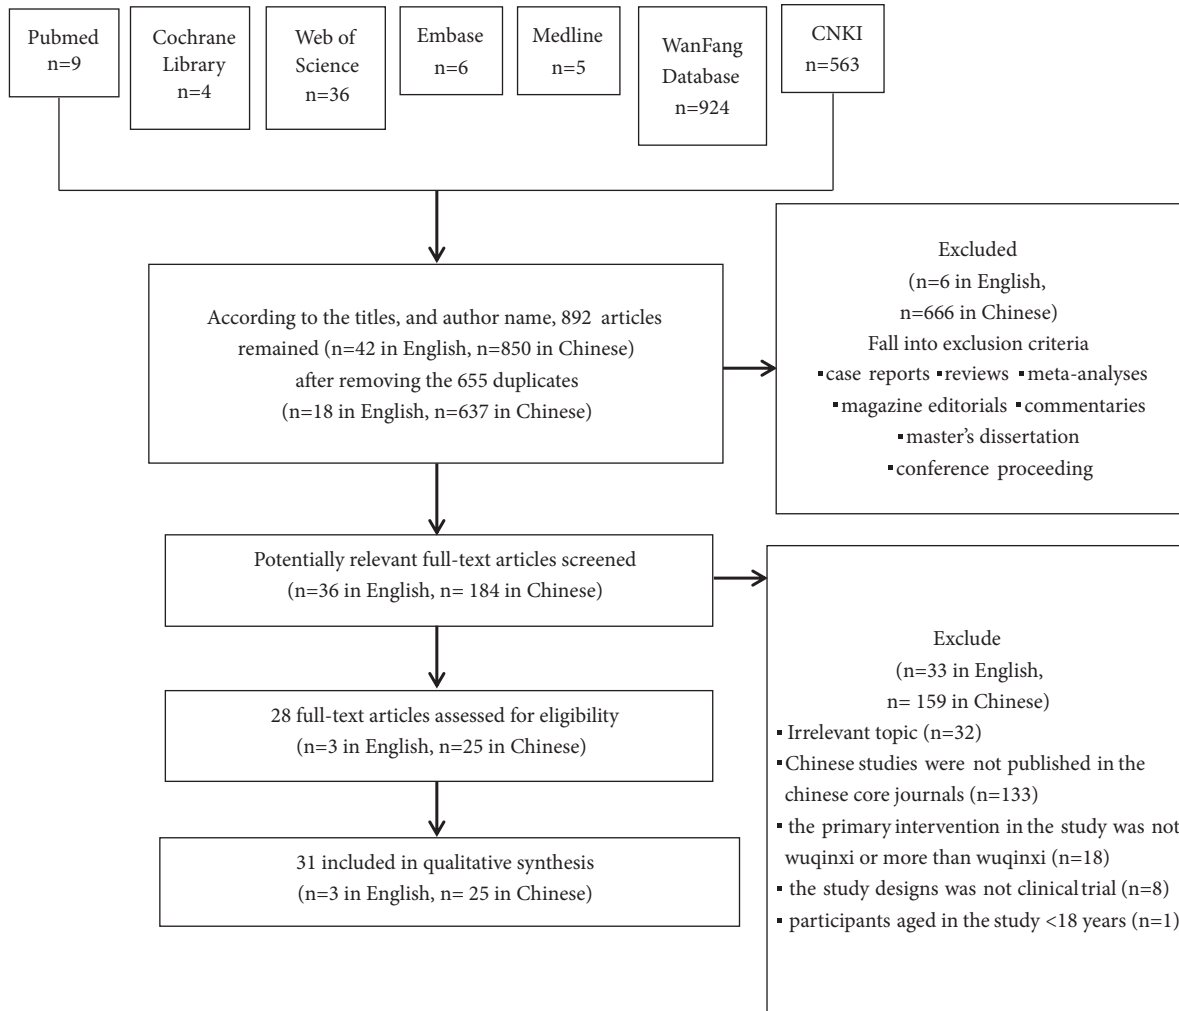 Pubmed
n=9
Cochrane
Library
n=4
Web of
Science
n=36
Embase
n=6
Medline
n=5
WanFang
Database
n=924
CNKI
n=563
According to the titles, and author name, 892 articles
remained (n=42 in English, n=850 in Chinese)
after removing the 655 duplicates
(n=18 in English, n=637 in Chinese)
Excluded
(n=6 in English,
n=666 in Chinese)
Fall into exclusion criteria
▪case reports ▪reviews ▪meta-analyses
▪magazine editorials ▪commentaries
▪master’s dissertation
▪conference proceeding
Potentially relevant full-text articles screened
(n=36 in English, n= 184 in Chinese)
Exclude
(n=33 in English,
n= 159 in Chinese)
▪Irrelevant topic (n=32)
▪Chinese studies were not published in the
chinese core journals (n=133)
▪the primary intervention in the study was not
wuqinxi or more than wuqinxi (n=18)
▪the study designs was not clinical trial (n=8)
▪participants aged in the study <18 years (n=1)
28 full-text articles assessed for eligibility
(n=3 in English, n=25 in Chinese)
31 included in qualitative synthesis
(n=3 in English, n= 25 in Chinese)